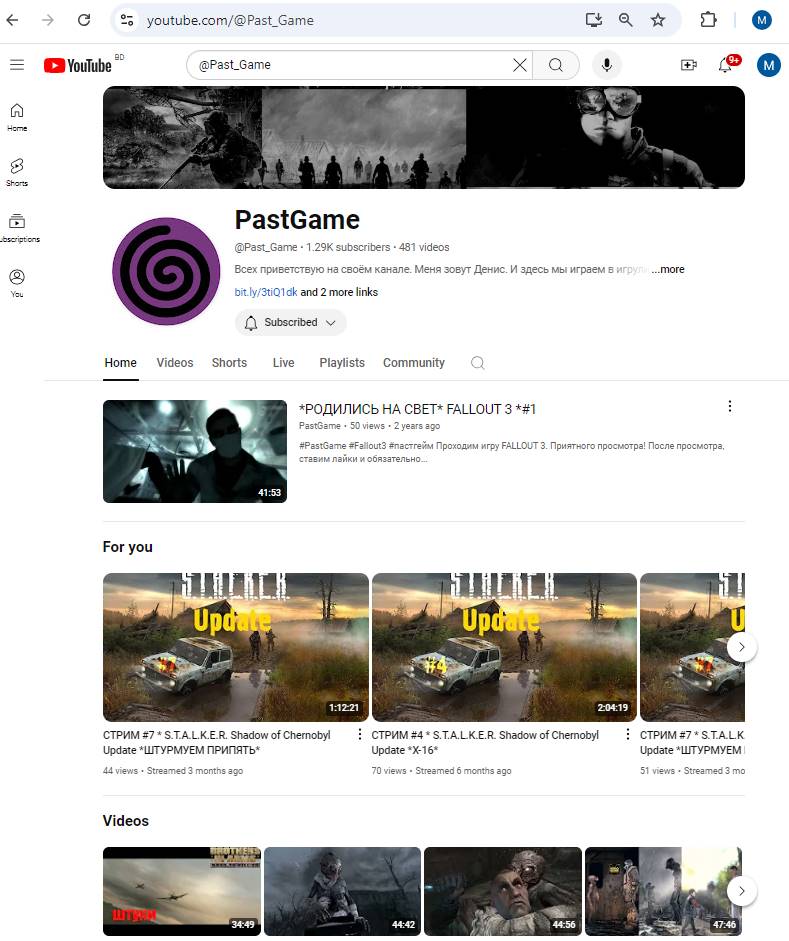 youtube.com/@Past_Game
M
YouTube BD
@Past_Game
9+
M
Home
Shorts
ubscriptions
You
PastGame
@Past_Game • 1.29K subscribers • 481 videos
Всех приветствую на своём канале. Меня зовут Денис. И здесь мы играем в игрули ...more
bit.ly/3tiQ1dk and 2 more links
Subscribed
Home Videos Shorts Live Playlists Community
*РОДИЛИСЬ НА СВЕТ* FALLOUT 3 *#1
PastGame • 50 views • 2 years ago
#PastGame #Fallout3 #пастгейм Проходим игру FALLOUT 3. Приятного просмотра! После просмотра,
ставим лайки и обязательно...
41:53
For you
S.T.A.L.K.E.R
Update
#7
1:12:21
СТРИМ #7 * S.T.A.L.K.E.R. Shadow of Chernobyl
Update *ШТУРМУЕМ ПРИПЯТЬ*
44 views • Streamed 3 months ago
S.T.A.L.K.E.R
Update
#4
2:04:19
СТРИМ #4 * S.T.A.L.K.E.R. Shadow of Chernobyl
Update *X-16*
70 views • Streamed 6 months ago
S.T.A
U
#7
СТРИМ #7 * S.T.A.L.K.
Update *ШТУРМУЕМ
51 views • Streamed 3 mo
Videos
BROTHERS
ШТУКИ
34:49
44:42
44:56
47:46